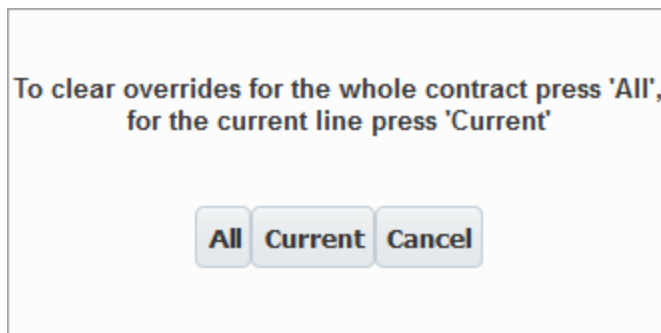 To clear overrides for the whole contract press 'All',
for the current line press 'Current'
All Current Cancel